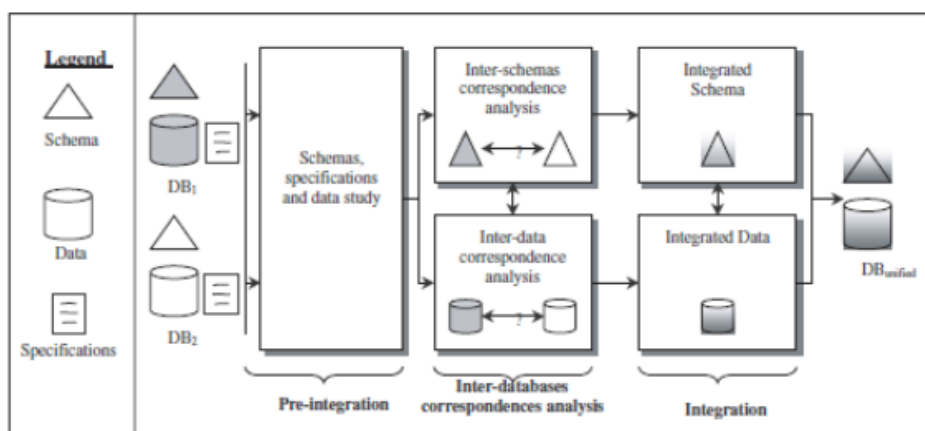 Legend
Schema
Data
Specifications
DB1
DB2
Schemas,
specifications
and data study
Pre-integration
Inter-schemas
correspondence
analysis
?
Inter-data
correspondence
analysis
?
Inter-databases
correspondences analysis
Integrated
Schema
Integrated Data
Integration
DBunified